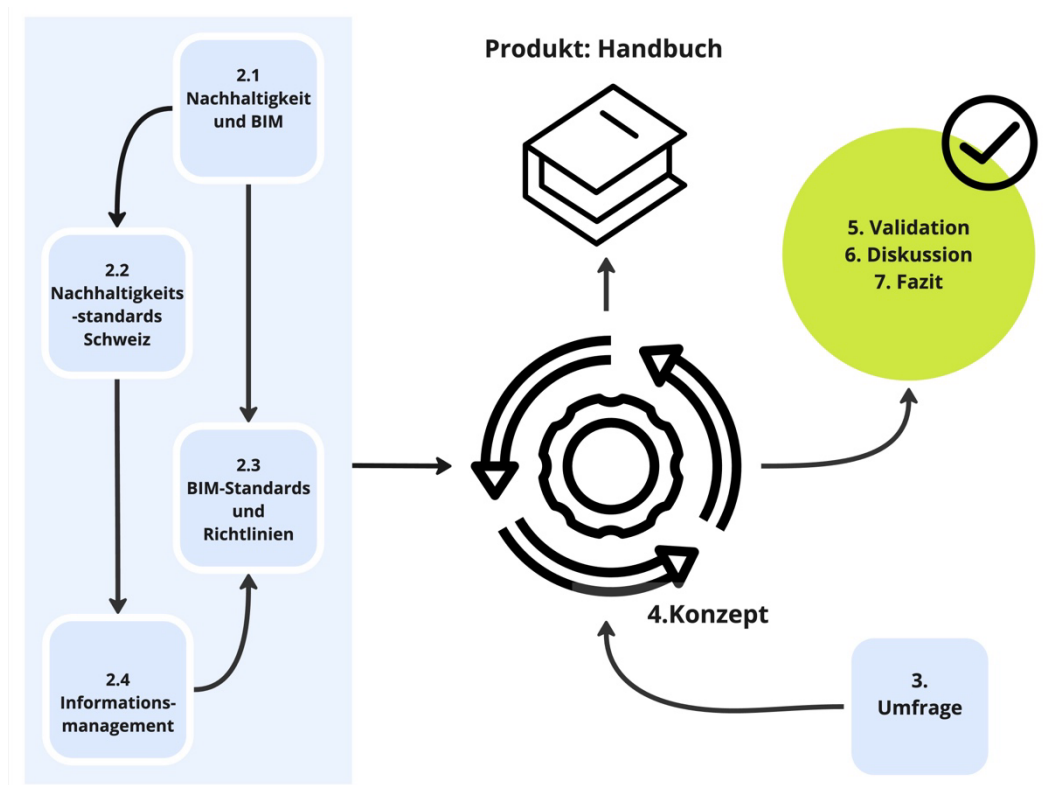 Produkt: Handbuch
2.1
Nachhaltigkeit
und BIM
2.2
Nachhaltigkeits
-standards
Schweiz
2.3
BIM-Standards
und
Richtlinien
2.4
Informations-
management
4.Konzept
3.
Umfrage
5. Validation
6. Diskussion
7. Fazit